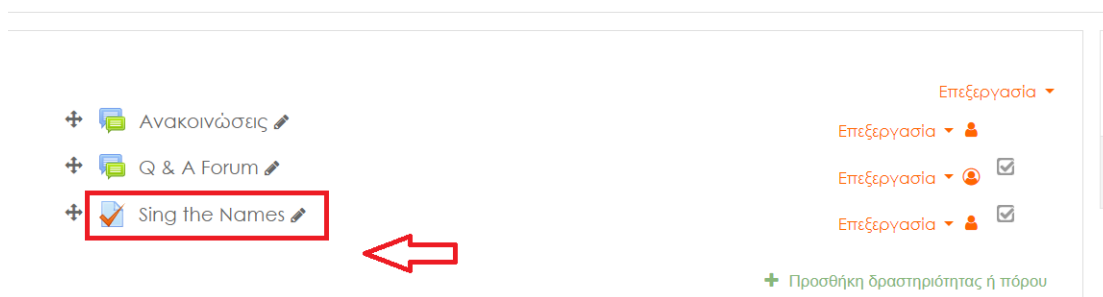 Επεξεργασία
Ανακοινώσεις
Επεξεργασία
Q & A Forum
Επεξεργασία
Sing the Names
Επεξεργασία
Προσθήκη δραστηριότητας ή πόρου